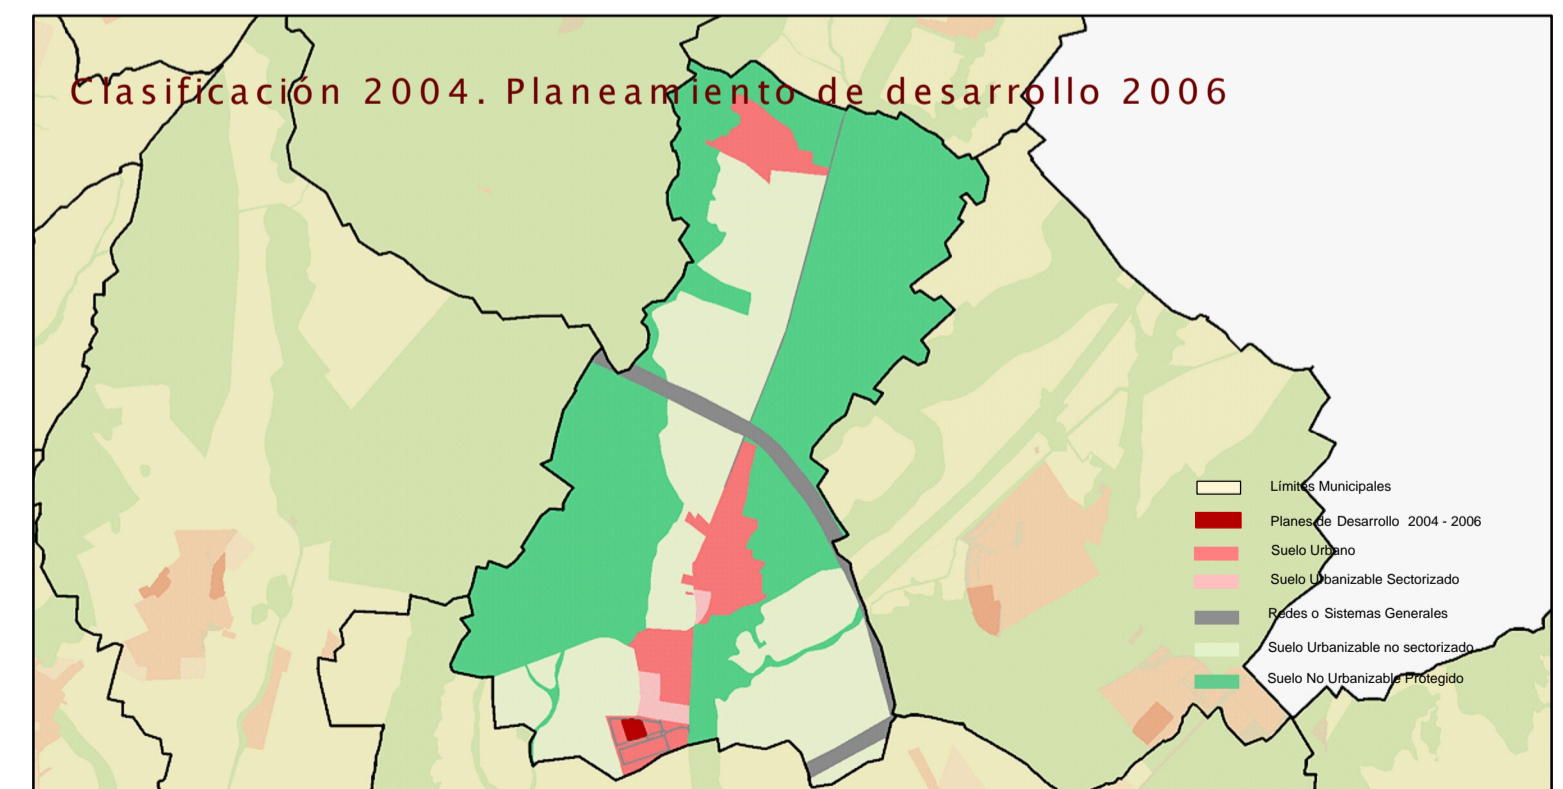 Clasificación 2004. Planeamiento de desarrollo 2006
Límites Municipales
Planes de Desarrollo 2004 - 2006
Suelo Urbano
Suelo Urbanizable Sectorizado
Redes o Sistemas Generales
Suelo Urbanizable no sectorizado
Suelo No Urbanizable Protegido